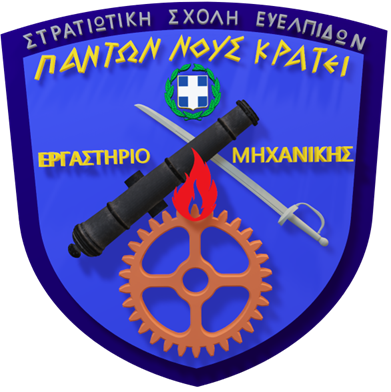 ΣΤΡΑΤΙΩΤΙΚΗ ΣΧΟΛΗ ΕΥΕΛΠΙΔΩΝ
ΠΑΝΤΩΝ ΝΟΥΣ ΚΡΑΤΕΙ
ΕΡΓΑΣΤΗΡΙΟ ΜΗΧΑΝΙΚΗΣ